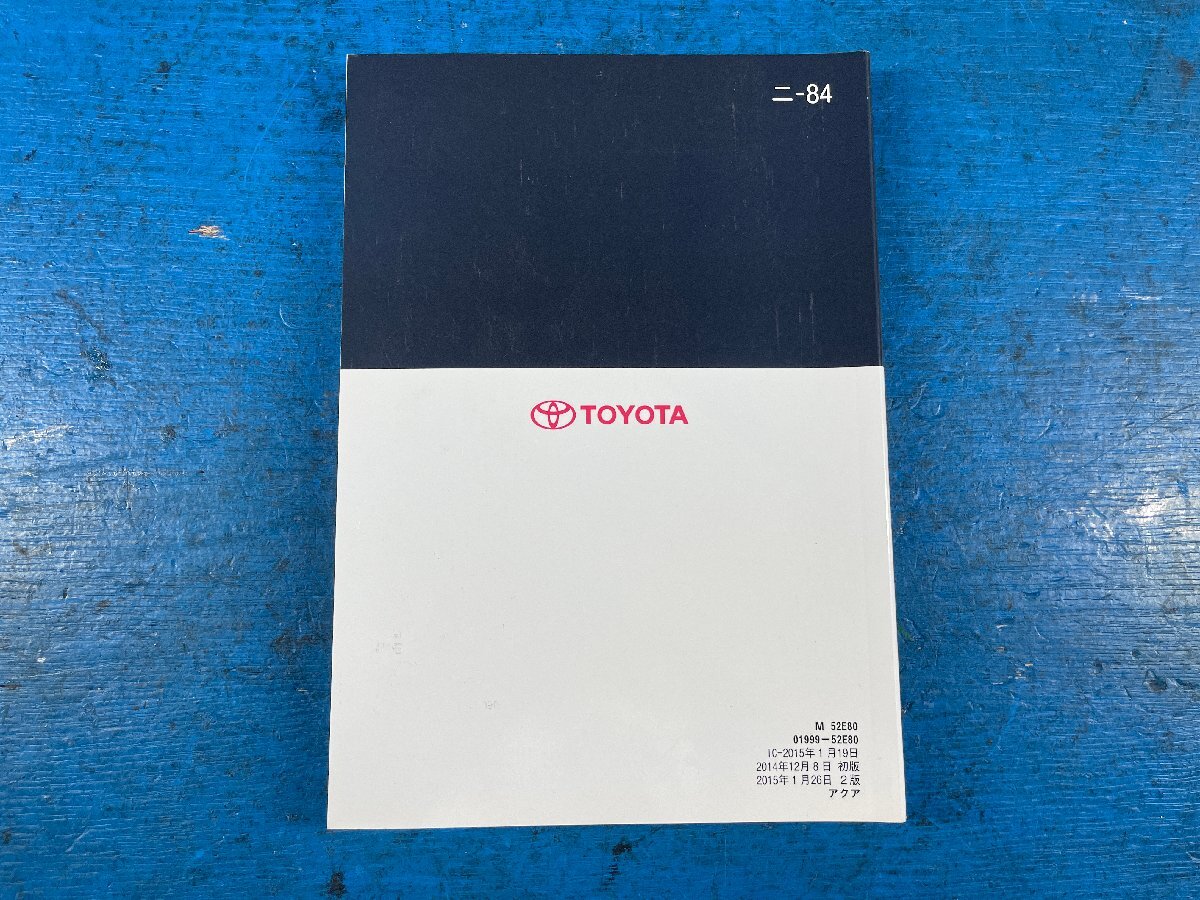 ニ-84
TOYOTA
M 52E80
01999-52E80
TC-2015年1月19日
2014年12月8日 初版
2015年1月26日 2版
アクア